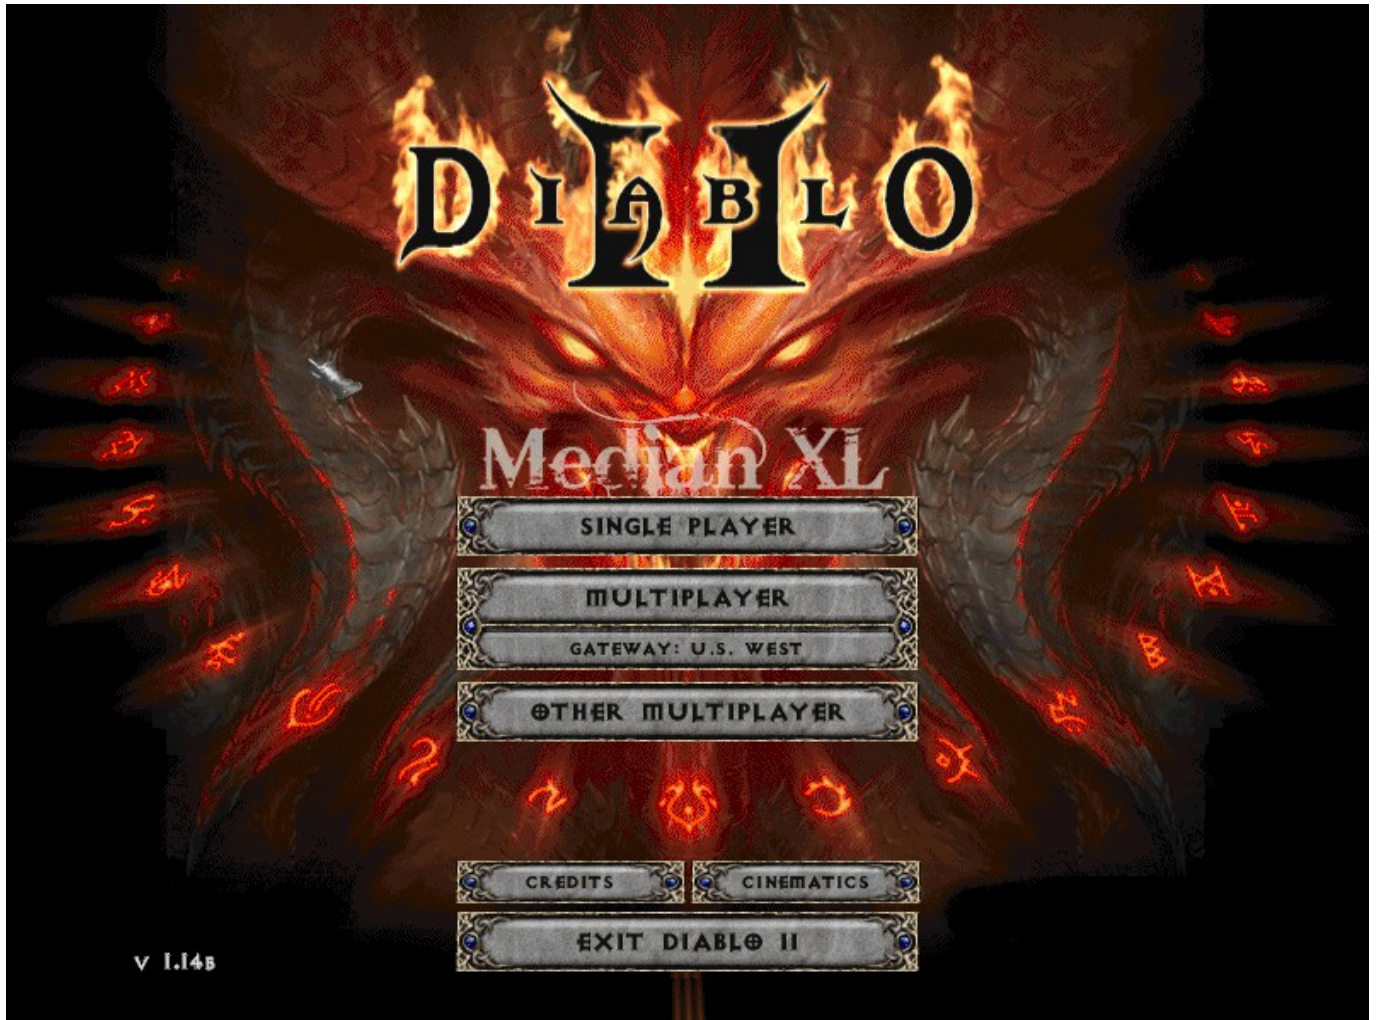 DIABLO II
Median XL
SINGLE PLAYER
MULTIPLAYER
GATEWAY: U.S. WEST
OTHER MULTIPLAYER
CREDITS
CINEMATICS
EXIT DIABLO II
v 1.14b